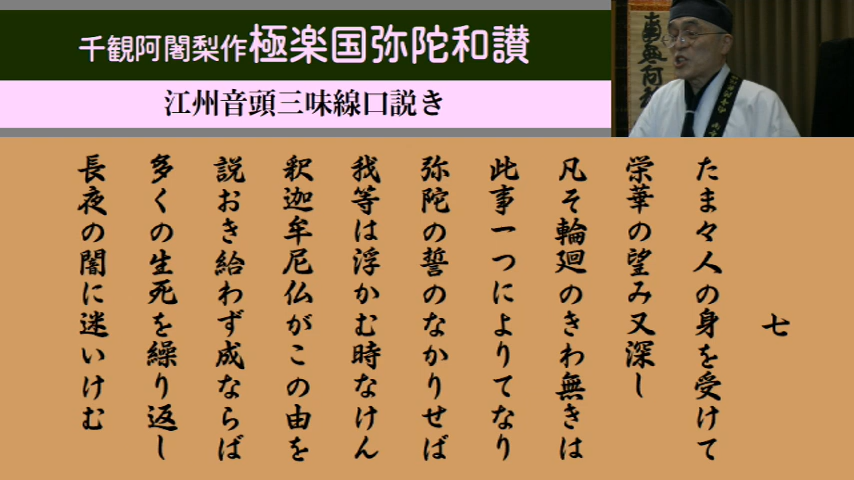 千観阿闍梨作極楽国弥陀和讃
江州音頭三味線口説き
南無阿
七
たま々人の身を受けて
栄華の望み又深し
凡そ輪廻のきわ無きは
此事一つによりてなり
弥陀の誓のなかりせば
我等は浮かむ時なけん
釈迦牟尼仏がこの由を
説おき給わず成ならば
多くの生死を繰り返し
長夜の闇に迷いけむ